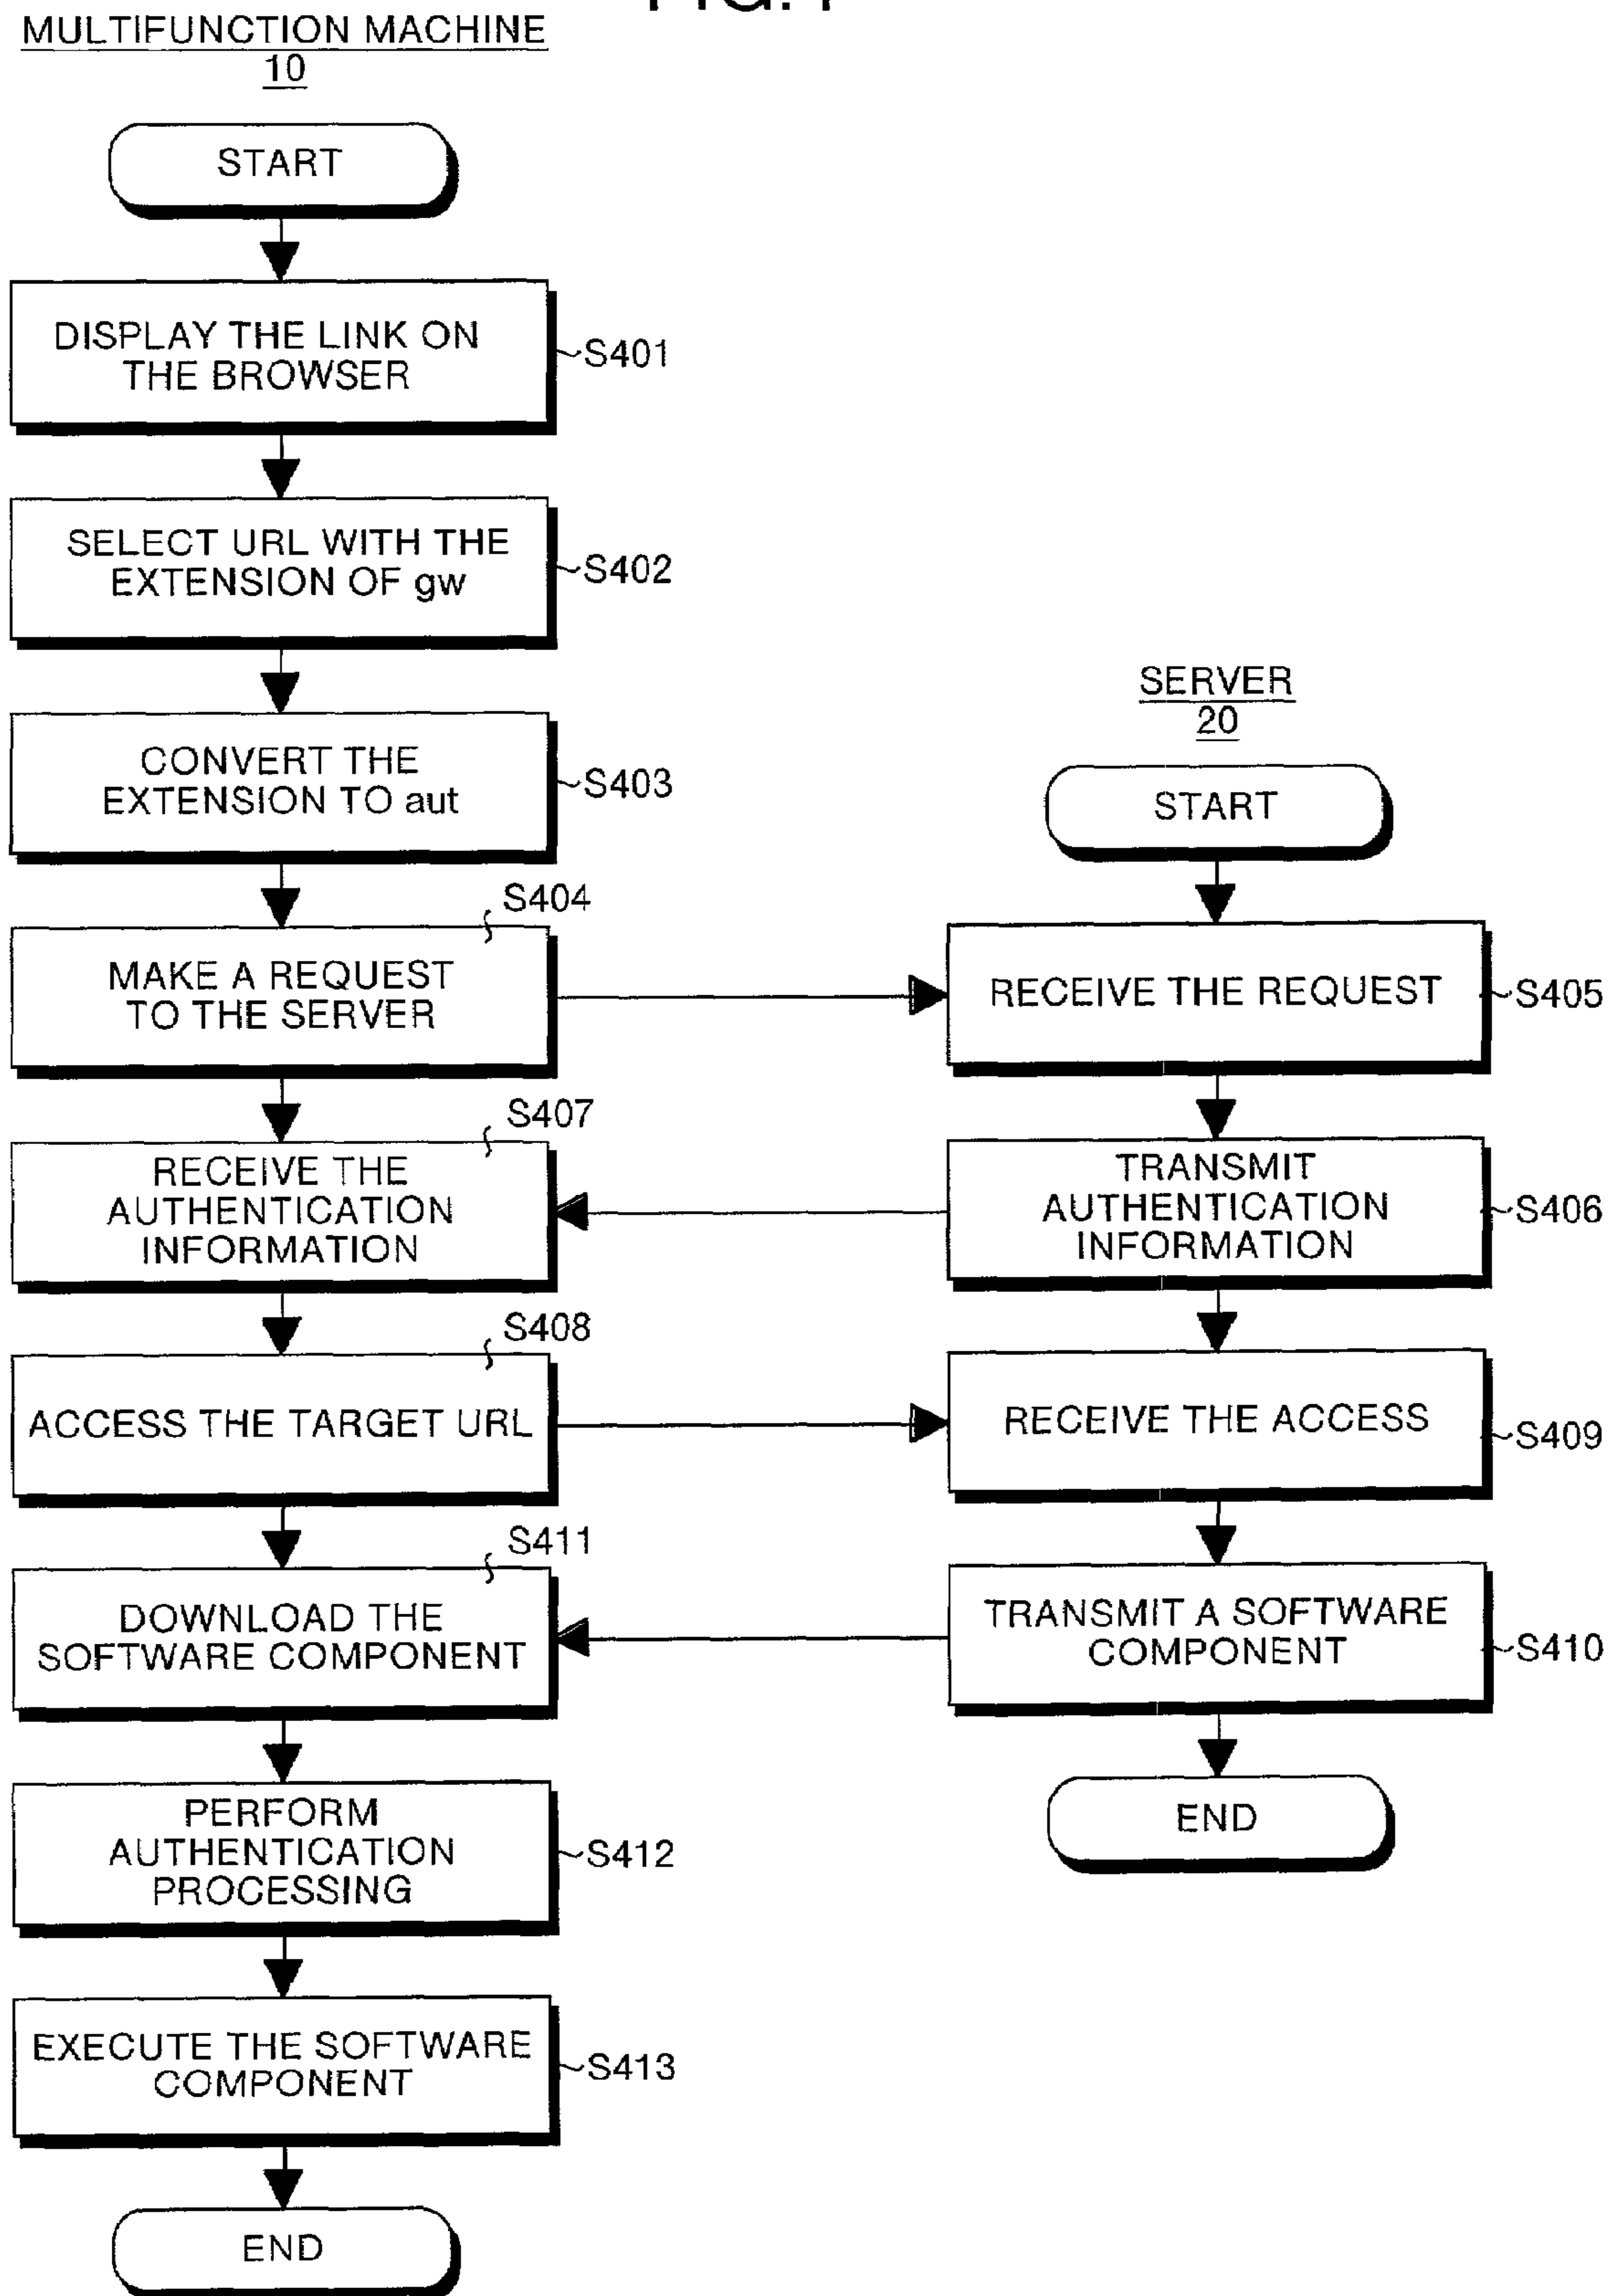 MULTIFUNCTION MACHINE
10
START
DISPLAY THE LINK ON
THE BROWSER
S401
SELECT URL WITH THE
EXTENSION OF gw
S402
CONVERT THE
EXTENSION TO aut
S403
S404
MAKE A REQUEST
TO THE SERVER
S407
RECEIVE THE
AUTHENTICATION
INFORMATION
S408
ACCESS THE TARGET URL
S411
DOWNLOAD THE
SOFTWARE COMPONENT
PERFORM
AUTHENTICATION
PROCESSING
S412
EXECUTE THE SOFTWARE
COMPONENT
S413
END
SERVER
20
START
RECEIVE THE REQUEST
S405
TRANSMIT
AUTHENTICATION
INFORMATION
S406
RECEIVE THE ACCESS
S409
TRANSMIT A SOFTWARE
COMPONENT
S410
END